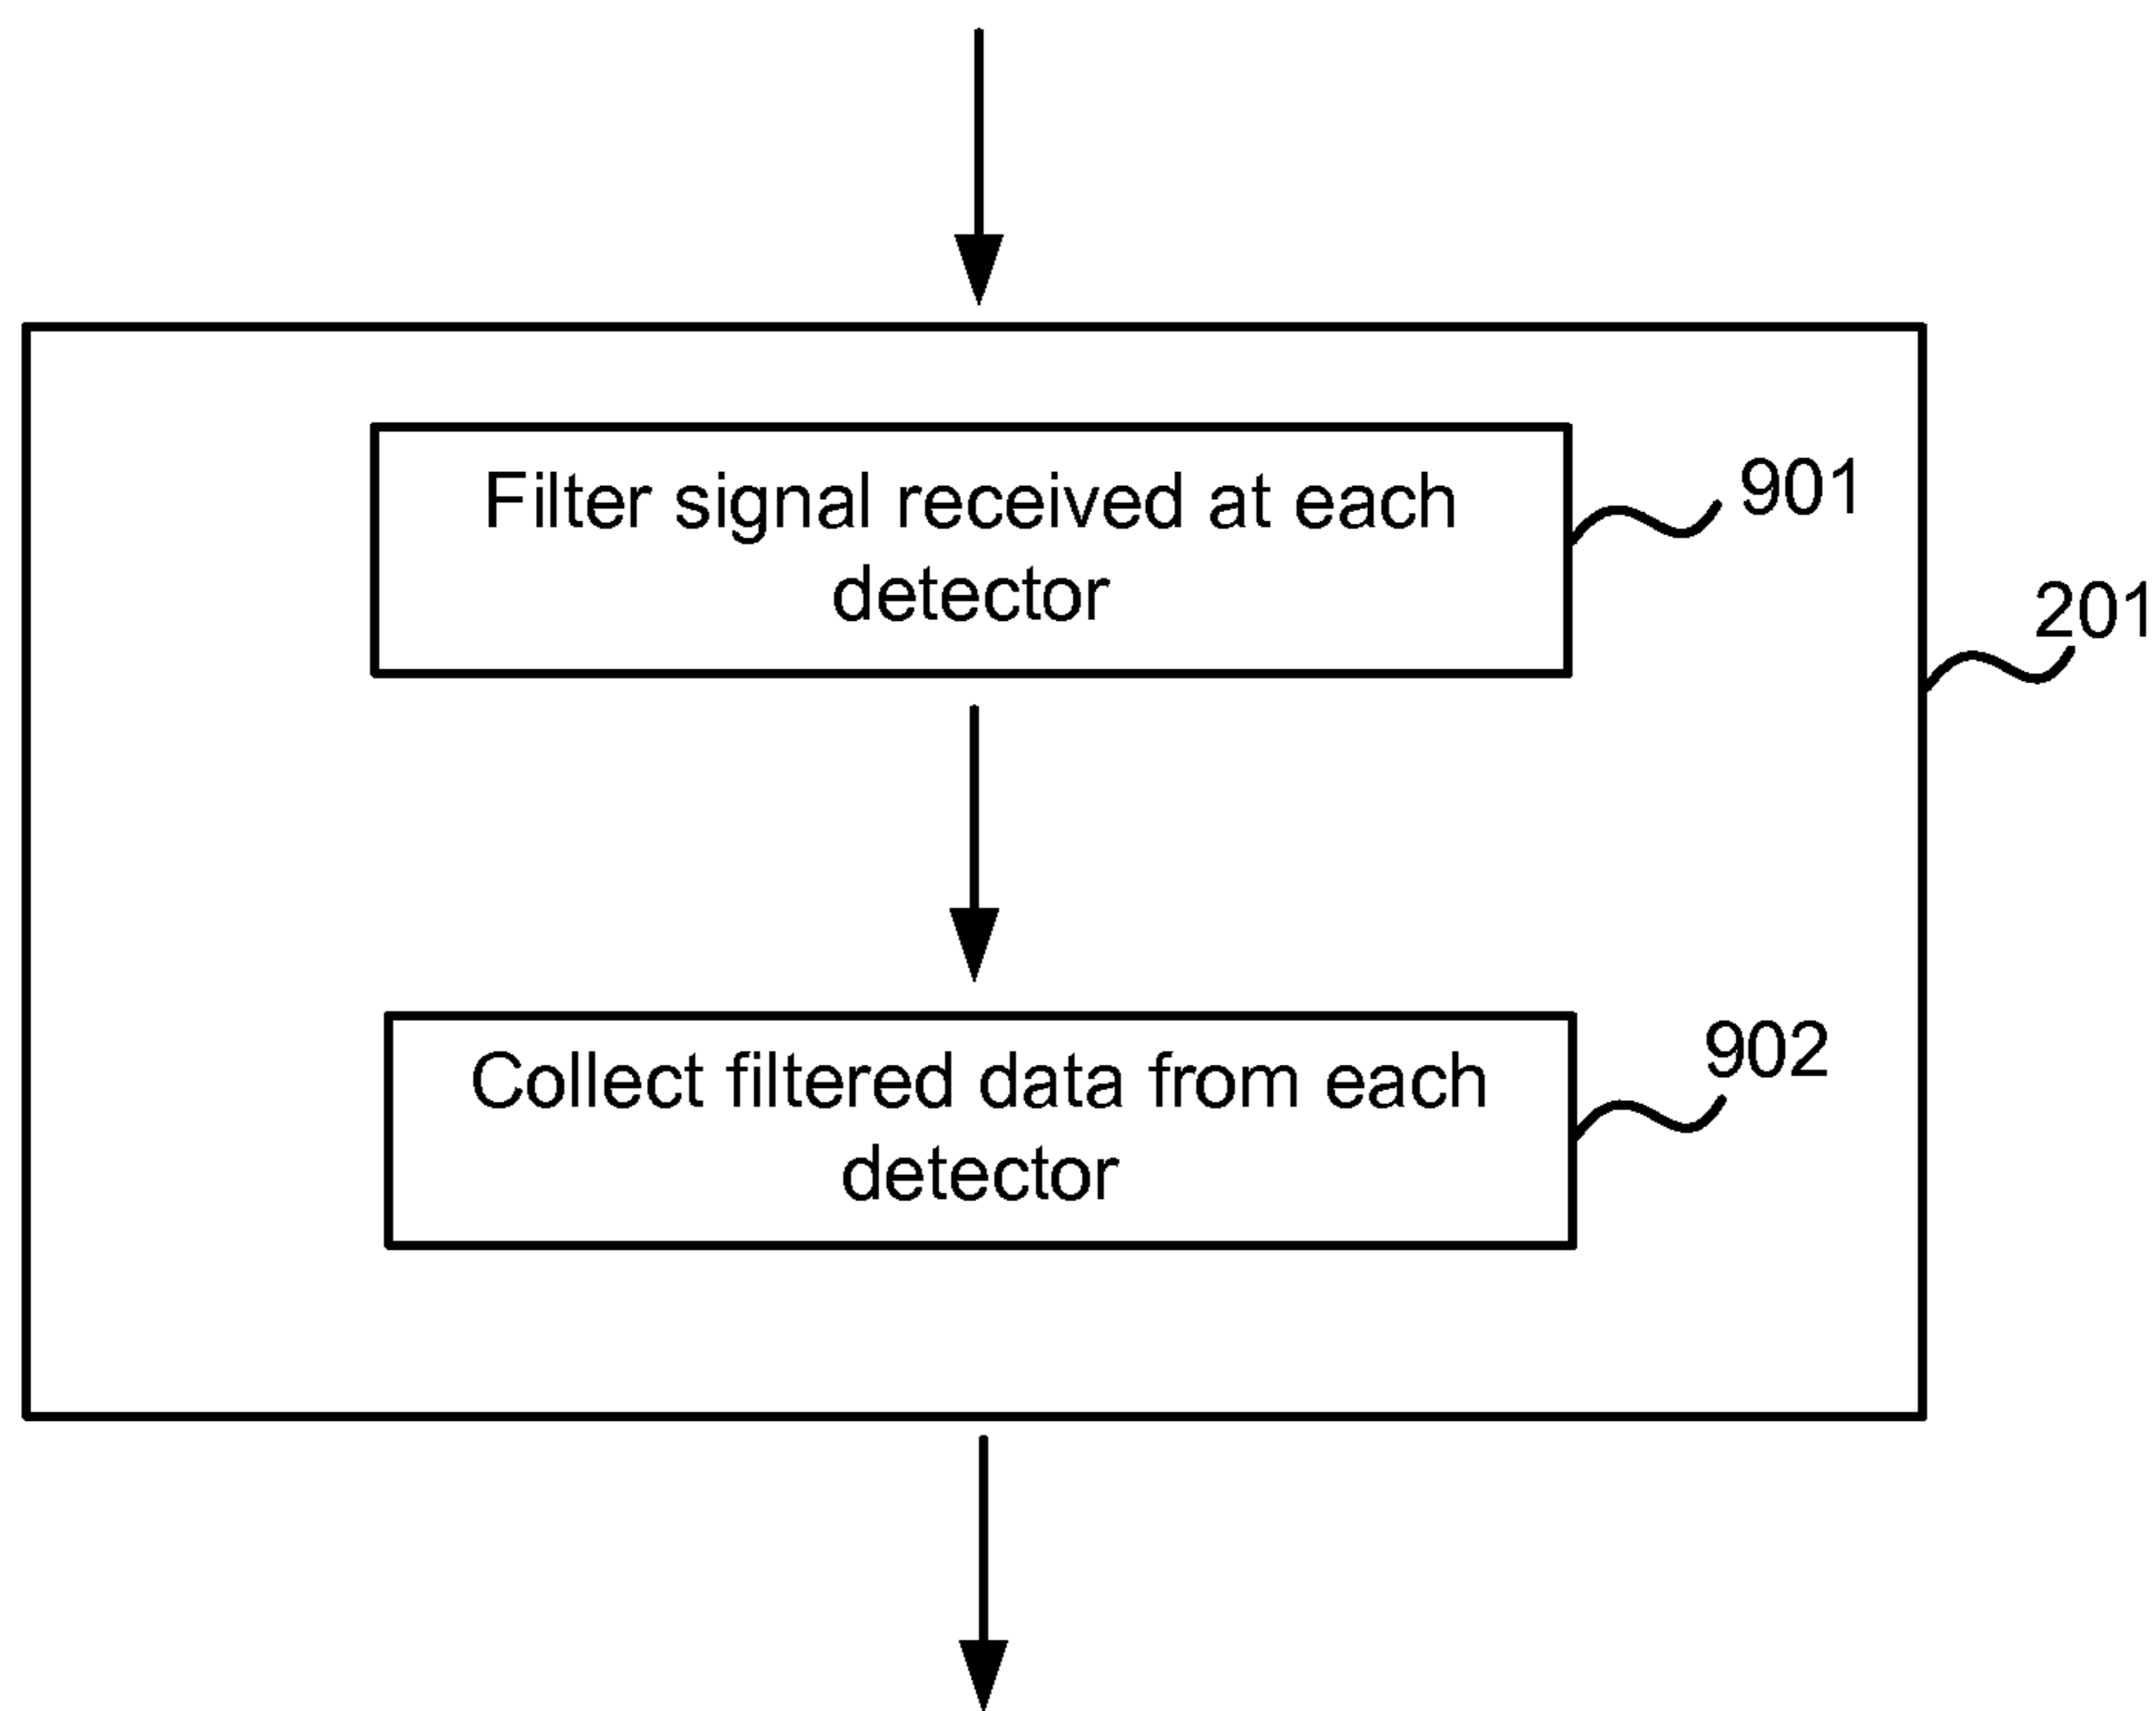 Filter signal received at each
detector
901
201
Collect filtered data from each
detector
902